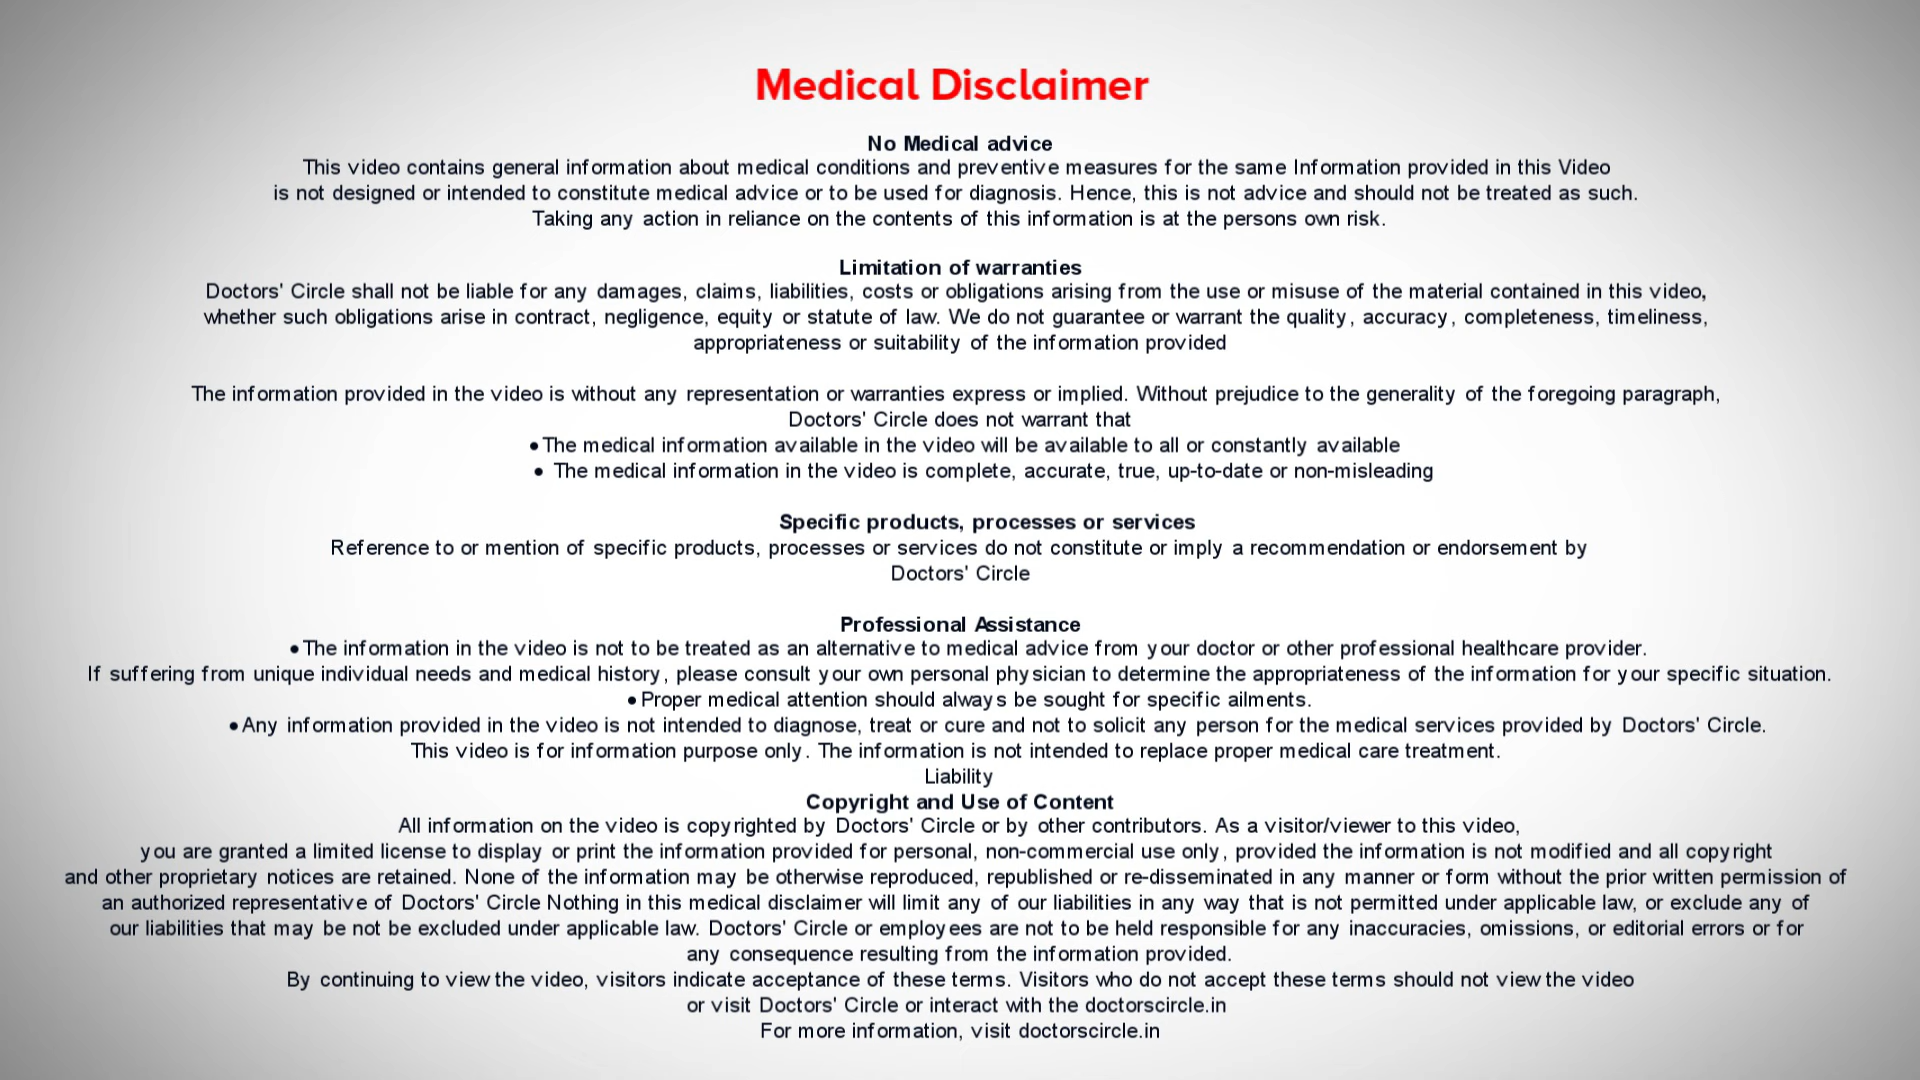 Medical Disclaimer
No Medical advice
This video contains general information about medical conditions and preventive measures for the same Information provided in this Video
is not designed or intended to constitute medical advice or to be used for diagnosis. Hence, this is not advice and should not be treated as such.
Taking any action in reliance on the contents of this information is at the persons own risk.
Limitation of warranties
Doctors' Circle shall not be liable for any damages, claims, liabilities, costs or obligations arising from the use or misuse of the material contained in this video,
whether such obligations arise in contract, negligence, equity or statute of law. We do not guarantee or warrant the quality, accuracy, completeness, timeliness,
appropriateness or suitability of the information provided
The information provided in the video is without any representation or warranties express or implied. Without prejudice to the generality of the foregoing paragraph,
Doctors' Circle does not warrant that
•The medical information available in the video will be available to all or constantly available
• The medical information in the video is complete, accurate, true, up-to-date or non-misleading
Specific products, processes or services
Reference to or mention of specific products, processes or services do not constitute or imply a recommendation or endorsement by
Doctors' Circle
Professional Assistance
•The information in the video is not to be treated as an alternative to medical advice from your doctor or other professional healthcare provider.
If suffering from unique individual needs and medical history, please consult your own personal physician to determine the appropriateness of the information for your specific situation.
•Proper medical attention should always be sought for specific ailments.
•Any information provided in the video is not intended to diagnose, treat or cure and not to solicit any person for the medical services provided by Doctors' Circle.
This video is for information purpose only. The information is not intended to replace proper medical care treatment.
Liability
Copyright and Use of Content
All information on the video is copyrighted by Doctors' Circle or by other contributors. As a visitor/viewer to this video,
you are granted a limited license to display or print the information provided for personal, non-commercial use only, provided the information is not modified and all copyright
and other proprietary notices are retained. None of the information may be otherwise reproduced, republished or re-disseminated in any manner or form without the prior written permission of
an authorized representative of Doctors' Circle Nothing in this medical disclaimer will limit any of our liabilities in any way that is not permitted under applicable law, or exclude any of
our liabilities that may be not be excluded under applicable law. Doctors' Circle or employees are not to be held responsible for any inaccuracies, omissions, or editorial errors or for
any consequence resulting from the information provided.
By continuing to view the video, visitors indicate acceptance of these terms. Visitors who do not accept these terms should not view the video
or visit Doctors' Circle or interact with the doctorscircle.in
For more information, visit doctorscircle.in